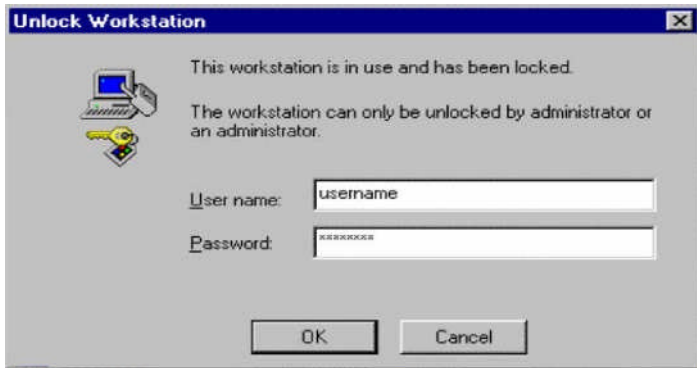 Unlock Workstation
This workstation is in use and has been locked.
The workstation can only be unlocked by administrator or
an administrator.
User name: username
Password: xxxxxxxx
OK Cancel